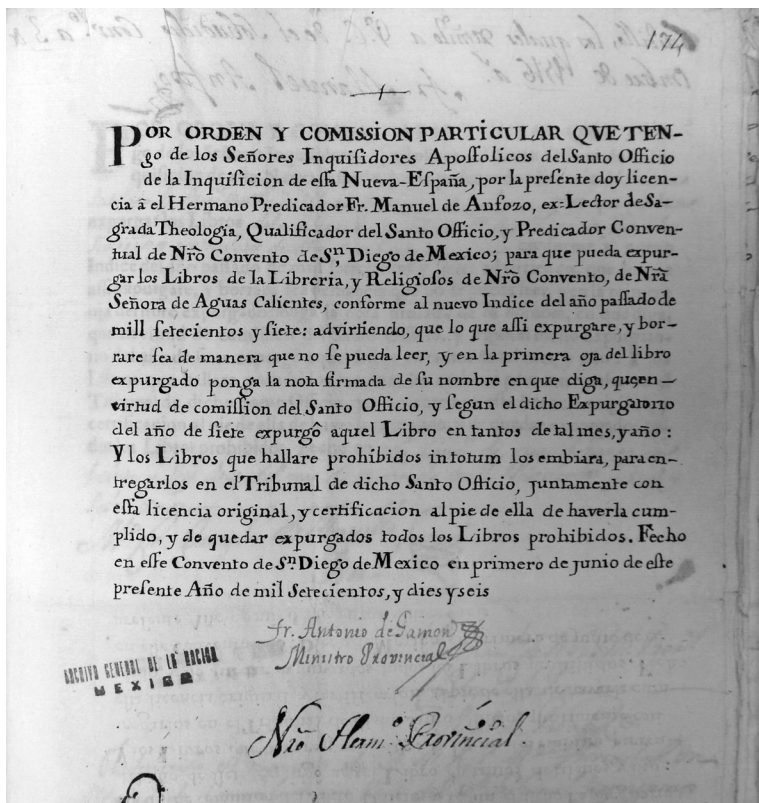 174
POR ORDEN Y COMISSION PARTICULAR QVE TEN-
go de los Señores Inquisidores Apostolicos del Santo Officio
de la Inquisicion de esta Nueva-España, por la presente doy licen-
cia â el Hermano Predicador Fr. Manuel de Anfozo, ex-Lector de Sa-
grada Theologia, Qualificador del Santo Officio, y Predicador Conven-
tual de Nrô Convento de Sn. Diego de Mexico; para que pueda expur-
gar los Libros de la Libreria, y Religiosos de Nrô Convento, de Nrâ
Señora de Aguas Calientes, conforme al nuevo Indice del año passado de
mill setecientos y siete: advirtiendo, que lo que assi expurgare, y bor-
rare sea de manera que no se pueda leer, y en la primera oja del libro
expurgado ponga la nota firmada de su nombre en que diga, que en -
virtud de comission del Santo Officio, y segun el dicho Expurgatorio
del año de siete expurgô aquel Libro en tantos de tal mes, y año :
Y los Libros que hallare prohibidos in totum los embiara, para en-
tregarlos en el Tribunal de dicho Santo Officio, juntamente con
esta licencia original, y certificacion al pie de ella de haverla cum-
plido, y de quedar expurgados todos los Libros prohibidos. Fecho
en este Convento de Sn. Diego de Mexico en primero de junio de este
presente Año de mil Setecientos, y dies y seis
fr. Antonio de Gamon
Ministro Provincial
ARCHIVO GENERAL DE LA NACION
MEXICO
Nrô Herm.º Provincial.